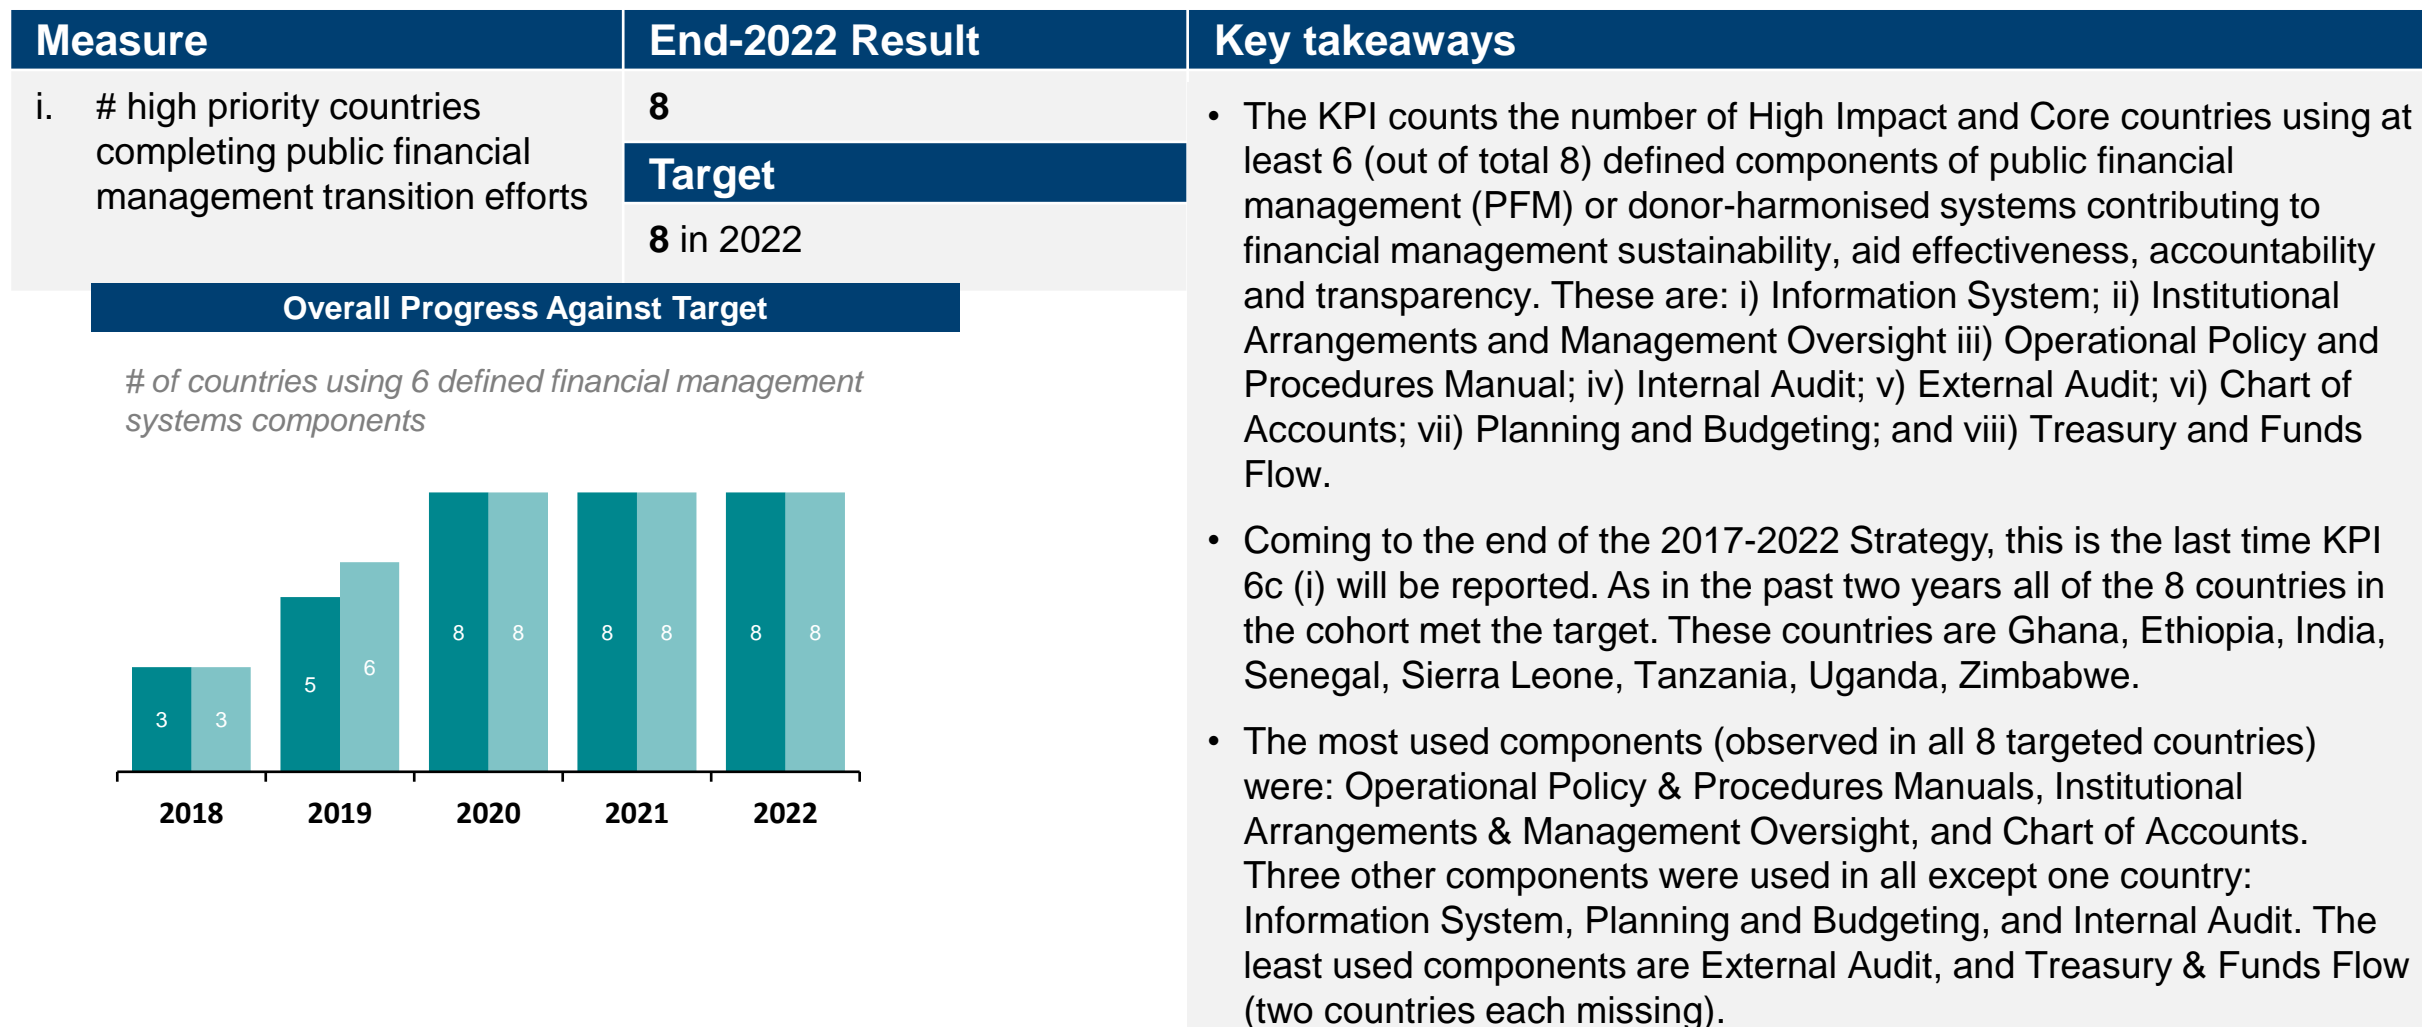 Measure
End-2022 Result
Key takeaways
i. # high priority countries
completing public financial
management transition efforts
8
Target
8 in 2022
Overall Progress Against Target
# of countries using 6 defined financial management
systems components
3
3
5
6
8
8
8
8
8
8
2018
2019
2020
2021
2022
• The KPI counts the number of High Impact and Core countries using at
least 6 (out of total 8) defined components of public financial
management (PFM) or donor-harmonised systems contributing to
financial management sustainability, aid effectiveness, accountability
and transparency. These are: i) Information System; ii) Institutional
Arrangements and Management Oversight iii) Operational Policy and
Procedures Manual; iv) Internal Audit; v) External Audit; vi) Chart of
Accounts; vii) Planning and Budgeting; and viii) Treasury and Funds
Flow.
• Coming to the end of the 2017-2022 Strategy, this is the last time KPI
6c (i) will be reported. As in the past two years all of the 8 countries in
the cohort met the target. These countries are Ghana, Ethiopia, India,
Senegal, Sierra Leone, Tanzania, Uganda, Zimbabwe.
• The most used components (observed in all 8 targeted countries)
were: Operational Policy & Procedures Manuals, Institutional
Arrangements & Management Oversight, and Chart of Accounts.
Three other components were used in all except one country:
Information System, Planning and Budgeting, and Internal Audit. The
least used components are External Audit, and Treasury & Funds Flow
(two countries each missing).